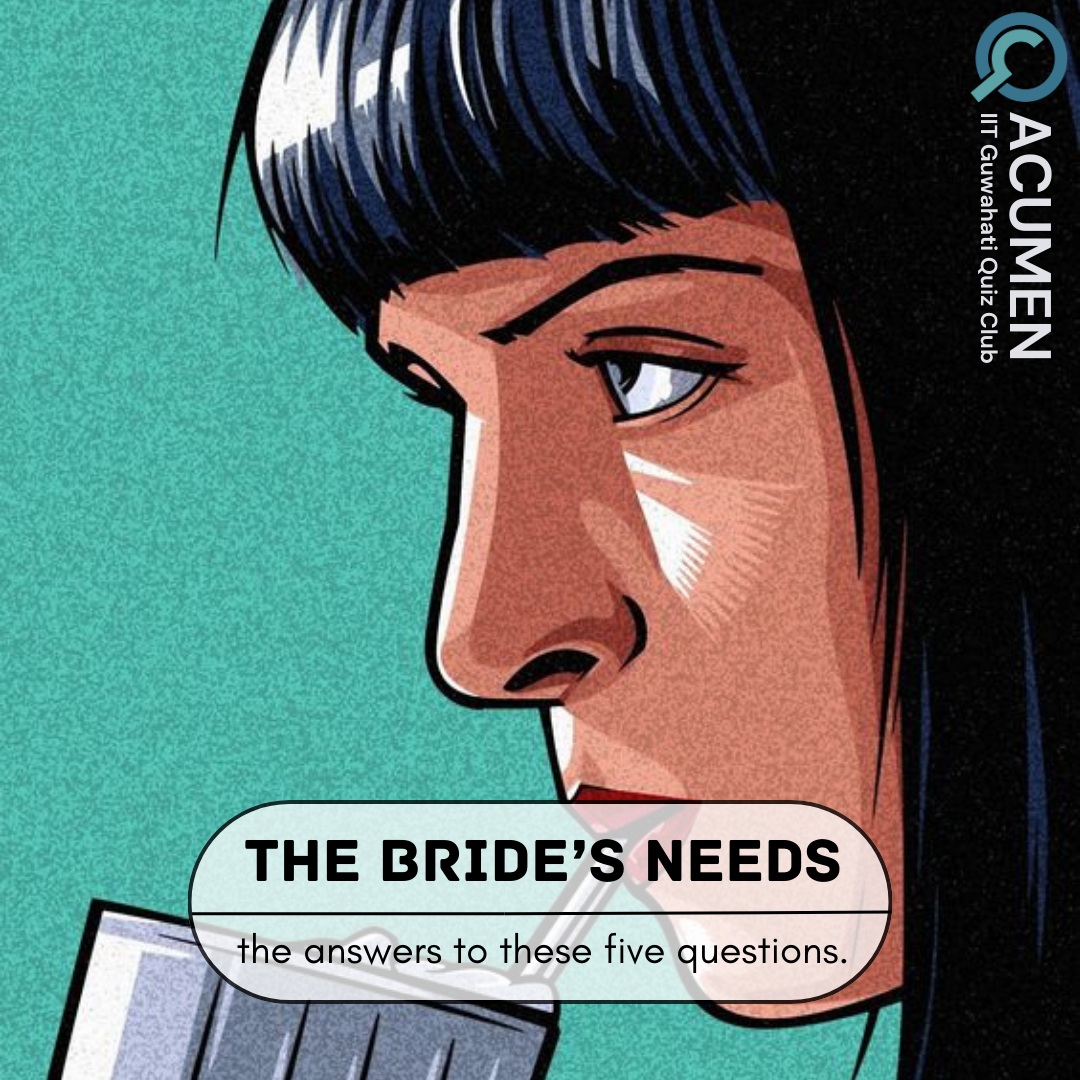 ACUMEN
IIT Guwahati Quiz Club
THE BRIDE'S NEEDS
the answers to these five questions.